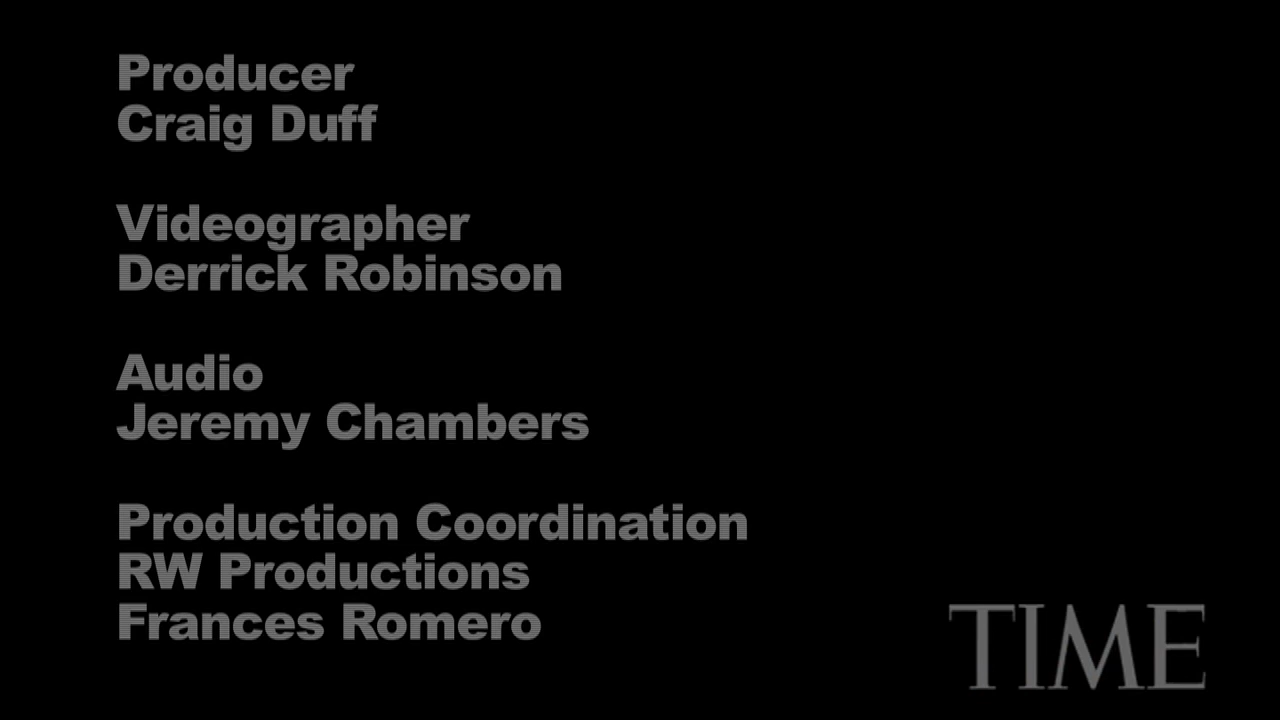 Producer
Craig Duff
Videographer
Derrick Robinson
Audio
Jeremy Chambers
Production Coordination
RW Productions
Frances Romero
TIME